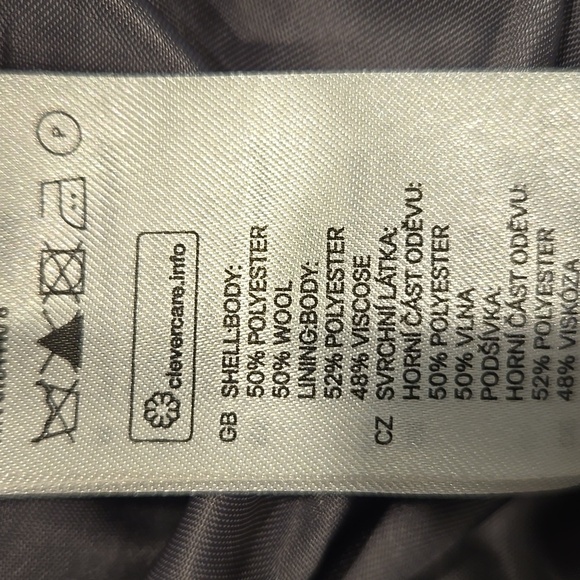 clevercare.info
GB SHELL:BODY:
50% POLYESTER
50% WOOL
LINING:BODY:
52% POLYESTER
48% VISCOSE
CZ SVRCHNÍ LÁTKA:
HORNÍ ČÁST ODĚVU:
50% POLYESTER
50% VLNA
PODŠÍVKA:
HORNÍ ČÁST ODĚVU:
52% POLYESTER
48% VISKÓZA